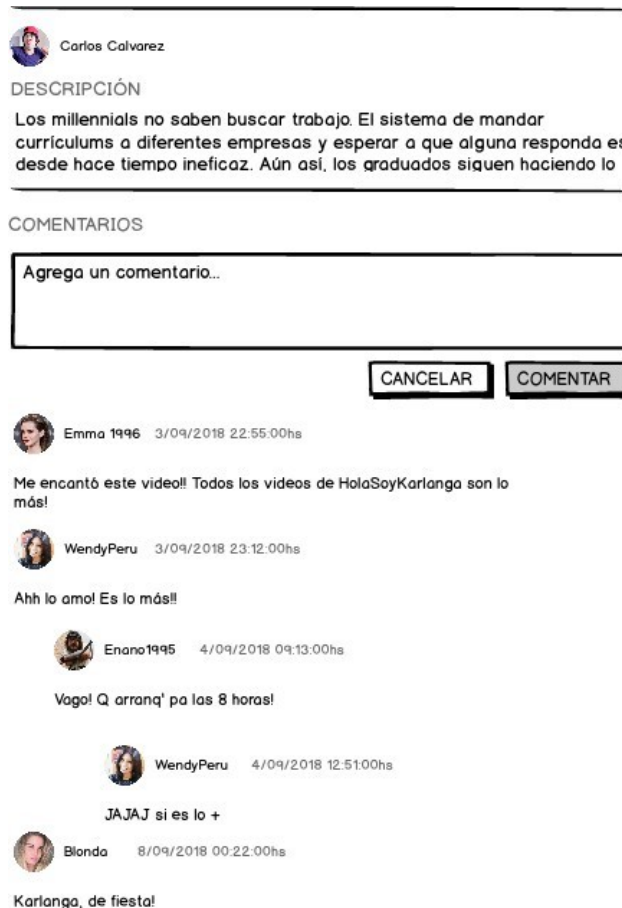 Carlos Calvarez
DESCRIPCIÓN
Los millennials no saben buscar trabajo. El sistema de mandar
currículums a diferentes empresas y esperar a que alguna responda es
desde hace tiempo ineficaz. Aún así, los graduados siguen haciendo lo
COMENTARIOS
Agrega un comentario...
CANCELAR COMENTAR
Emma 1996 3/09/2018 22:55:00hs
Me encantó este video!! Todos los videos de HolaSoyKarlanga son lo
más!
WendyPeru 3/09/2018 23:12:00hs
Ahh lo amo! Es lo más!!
Enano1995 4/09/2018 09:13:00hs
Vago! Q arranq' pa las 8 horas!
WendyPeru 4/09/2018 12:51:00hs
JAJAJ si es lo +
Blonda 8/09/2018 00:22:00hs
Karlanga, de fiesta!